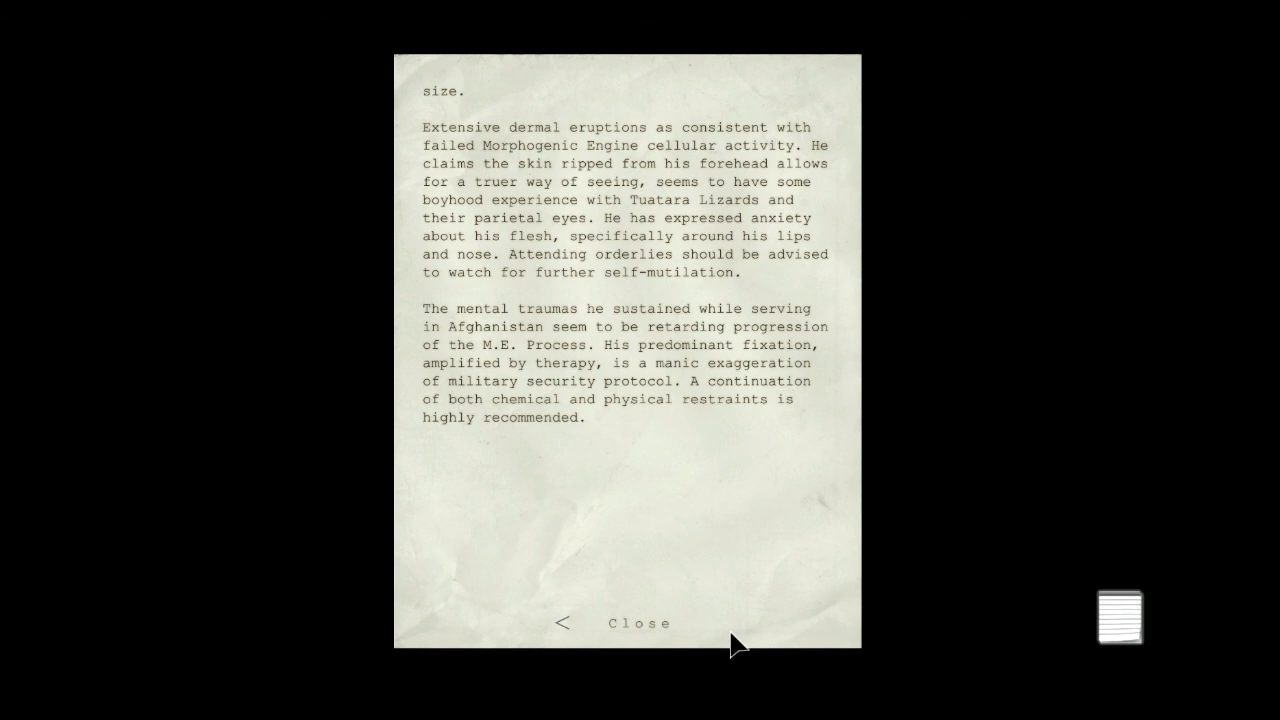 size.
Extensive dermal eruptions as consistent with
failed Morphogenic Engine cellular activity. He
claims the skin ripped from his forehead allows
for a truer way of seeing, seems to have some
boyhood experience with Tuatara Lizards and
their parietal eyes. He has expressed anxiety
about his flesh, specifically around his lips
and nose. Attending orderlies should be advised
to watch for further self-mutilation.
The mental traumas he sustained while serving
in Afghanistan seem to be retarding progression
of the M.E. Process. His predominant fixation,
amplified by therapy, is a manic exaggeration
of military security protocol. A continuation
of both chemical and physical restraints is
highly recommended.
< Close